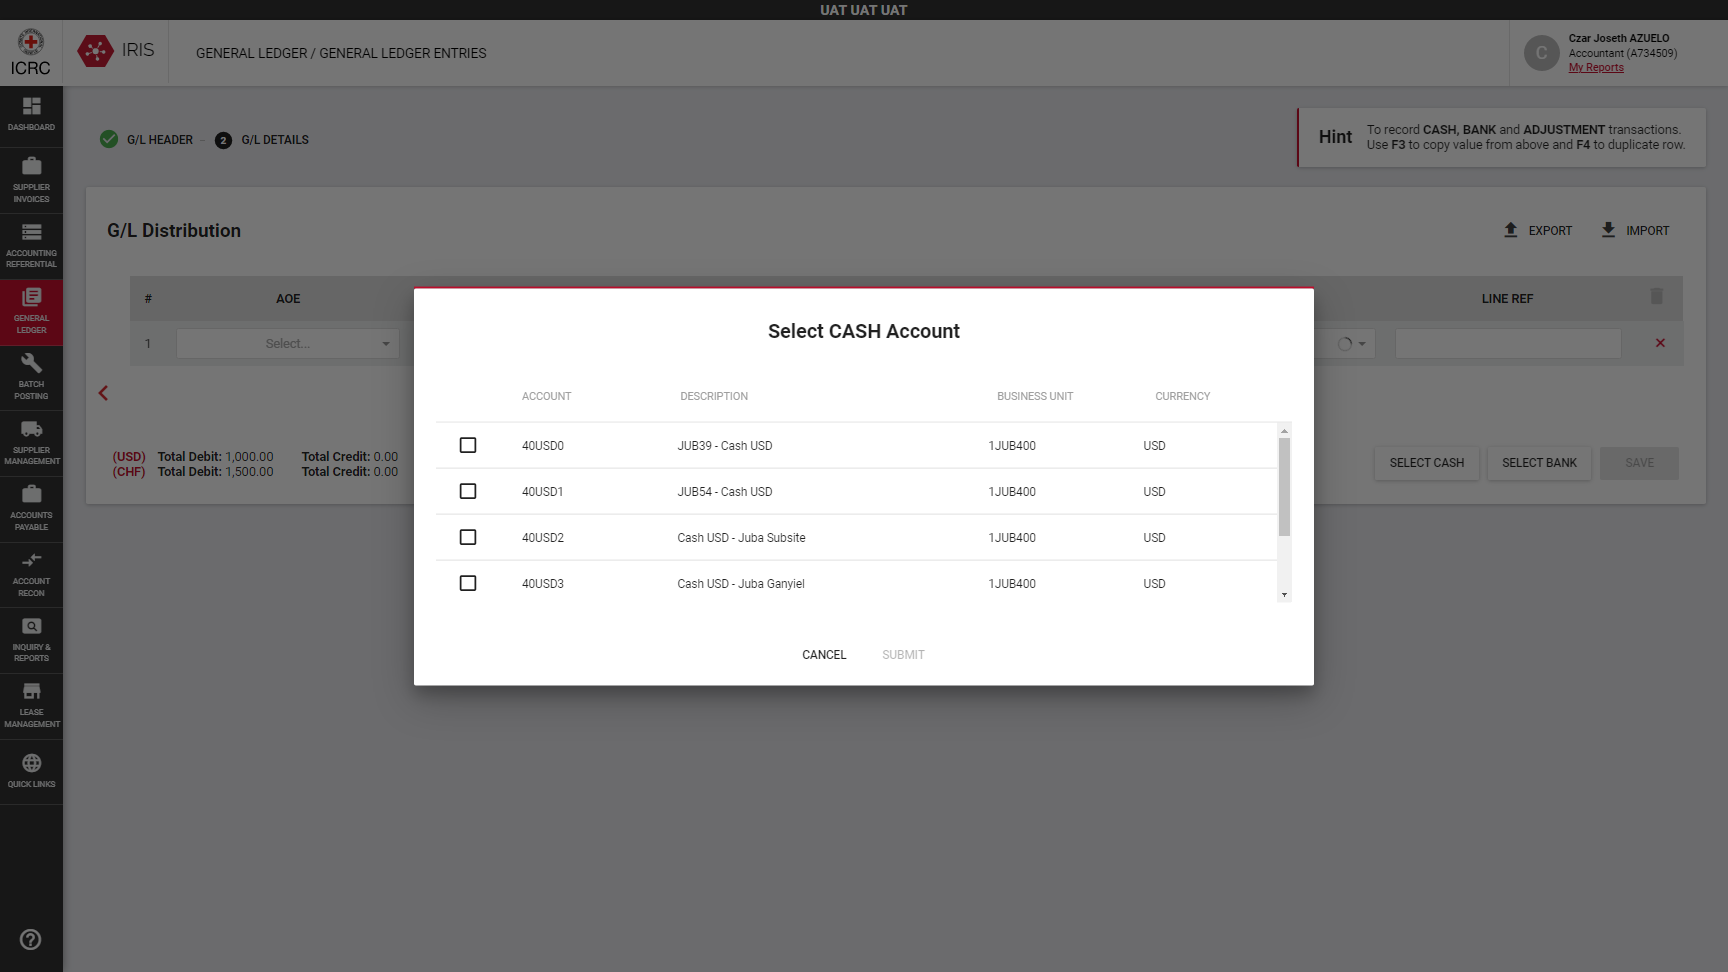 UAT UAT UAT
ICRC
IRIS
GENERAL LEDGER / GENERAL LEDGER ENTRIES
C
Czar Joseth AZUELO
Accountant (A734509)
My Reports
DASHBOARD
SUPPLIER
INVOICES
ACCOUNTING
REFERENTIAL
GENERAL
LEDGER
BATCH
POSTING
SUPPLIER
MANAGEMENT
ACCOUNTS
PAYABLE
ACCOUNT
RECON
INQUIRY &
REPORTS
LEASE
MANAGEMENT
QUICK LINKS
G/L HEADER - 2 G/L DETAILS
Hint
To record CASH, BANK and ADJUSTMENT transactions.
Use F3 to copy value from above and F4 to duplicate row.
G/L Distribution
EXPORT IMPORT
# AOE LINE REF
1 Select...
(USD) Total Debit: 1,000.00 Total Credit: 0.00
(CHF) Total Debit: 1,500.00 Total Credit: 0.00
SELECT CASH SELECT BANK SAVE
Select CASH Account
ACCOUNT DESCRIPTION BUSINESS UNIT CURRENCY
40USD0 JUB39 - Cash USD 1JUB400 USD
40USD1 JUB54 - Cash USD 1JUB400 USD
40USD2 Cash USD - Juba Subsite 1JUB400 USD
40USD3 Cash USD - Juba Ganyiel 1JUB400 USD
CANCEL SUBMIT